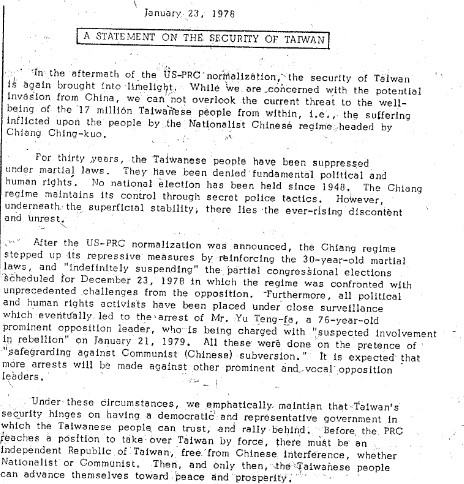 January 23, 1978
A STATEMENT ON THE SECURITY OF TAIWAN
In the aftermath of the US-PRC normalization, the security of Taiwan
is again brought into limelight. While we are concerned with the potential
invasion from China, we can not overlook the current threat to the well-
being of the 17 million Taiwanese people from within, i.e., the suffering
inflicted upon the people by the Nationalist Chinese regime headed by
Chiang Ching-kuo.
For thirty years, the Taiwanese people have been suppressed
under martial laws. They have been denied fundamental political and
human rights. No national election has been held since 1948. The Chiang
regime maintains its control through secret police tactics. However,
underneath the superficial stability, there lies the ever-rising discontent
and unrest.
After the US-PRC normalization was announced, the Chiang regime
stepped up its repressive measures by reinforcing the 30-year-old martial
laws, and "indefinitely suspending" the partial congressional elections
scheduled for December 23, 1978 in which the regime was confronted with
unprecedented challenges from the opposition. Furthermore, all political
and human rights activists have been placed under close surveillance
which eventually led to the arrest of Mr. Yu Teng-fa, a 76-year-old
prominent opposition leader, who is being charged with "suspected involvement
in rebellion" on January 21, 1979. All these were done on the pretence of
"safegrarding against Communist (Chinese) subversion." It is expected that
more arrests will be made against other prominent and vocal opposition
leaders.
Under these circumstances, we emphatically maintian that Taiwan's
security hinges on having a democratic and representative government in
which the Taiwanese people can trust, and rally behind. Before the PRC
reaches a position to take over Taiwan by force, there must be an
independent Republic of Taiwan, free from Chinese interference, whether
Nationalist or Communist. Then, and only then, the Taiwanese people
can advance themselves toward peace and prosperity.